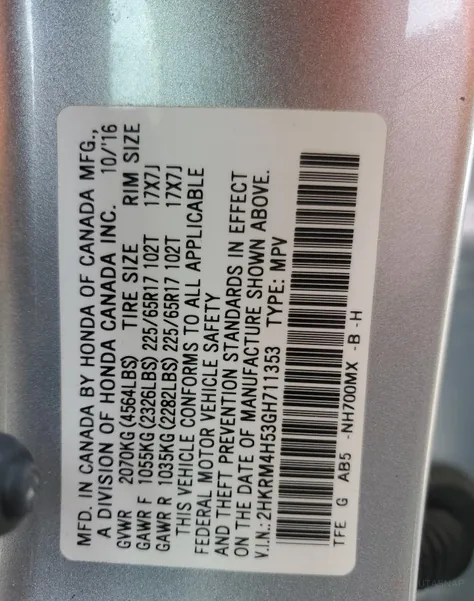 MFD. IN CANADA BY HONDA OF CANADA MFG.,
A DIVISION OF HONDA CANADA INC. 10/'16
GVWR 2070KG(4564LBS) TIRE SIZE RIM SIZE
GAWR F 1055KG(2326LBS) 225/65R17 102T 17X7J
GAWR R 1035KG(2282LBS) 225/65R17 102T 17X7J
THIS VEHICLE CONFORMS TO ALL APPLICABLE
FEDERAL MOTOR VEHICLE SAFETY
AND THEFT PREVENTION STANDARDS IN EFFECT
ON THE DATE OF MANUFACTURE SHOWN ABOVE.
V.I.N.:2HKRM4H53GH711353 TYPE: MPV
TFE G AB5 -NH700MX -B -H